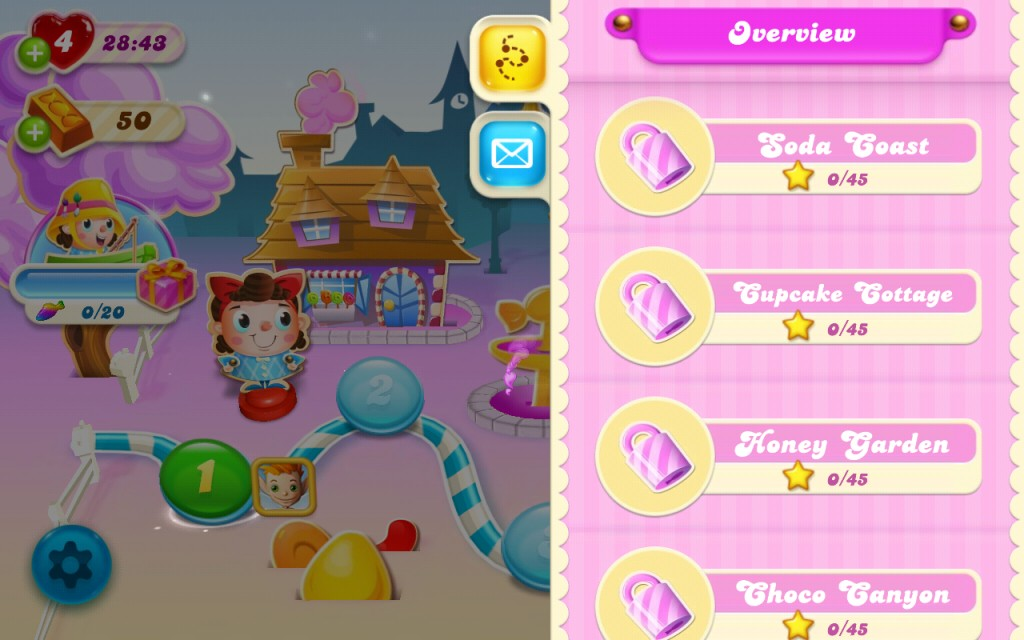 4
28:43
50
0/20
1
2
Overview
Soda Coast
0/45
Cupcake Cottage
0/45
Honey Garden
0/45
Choco Canyon
0/45